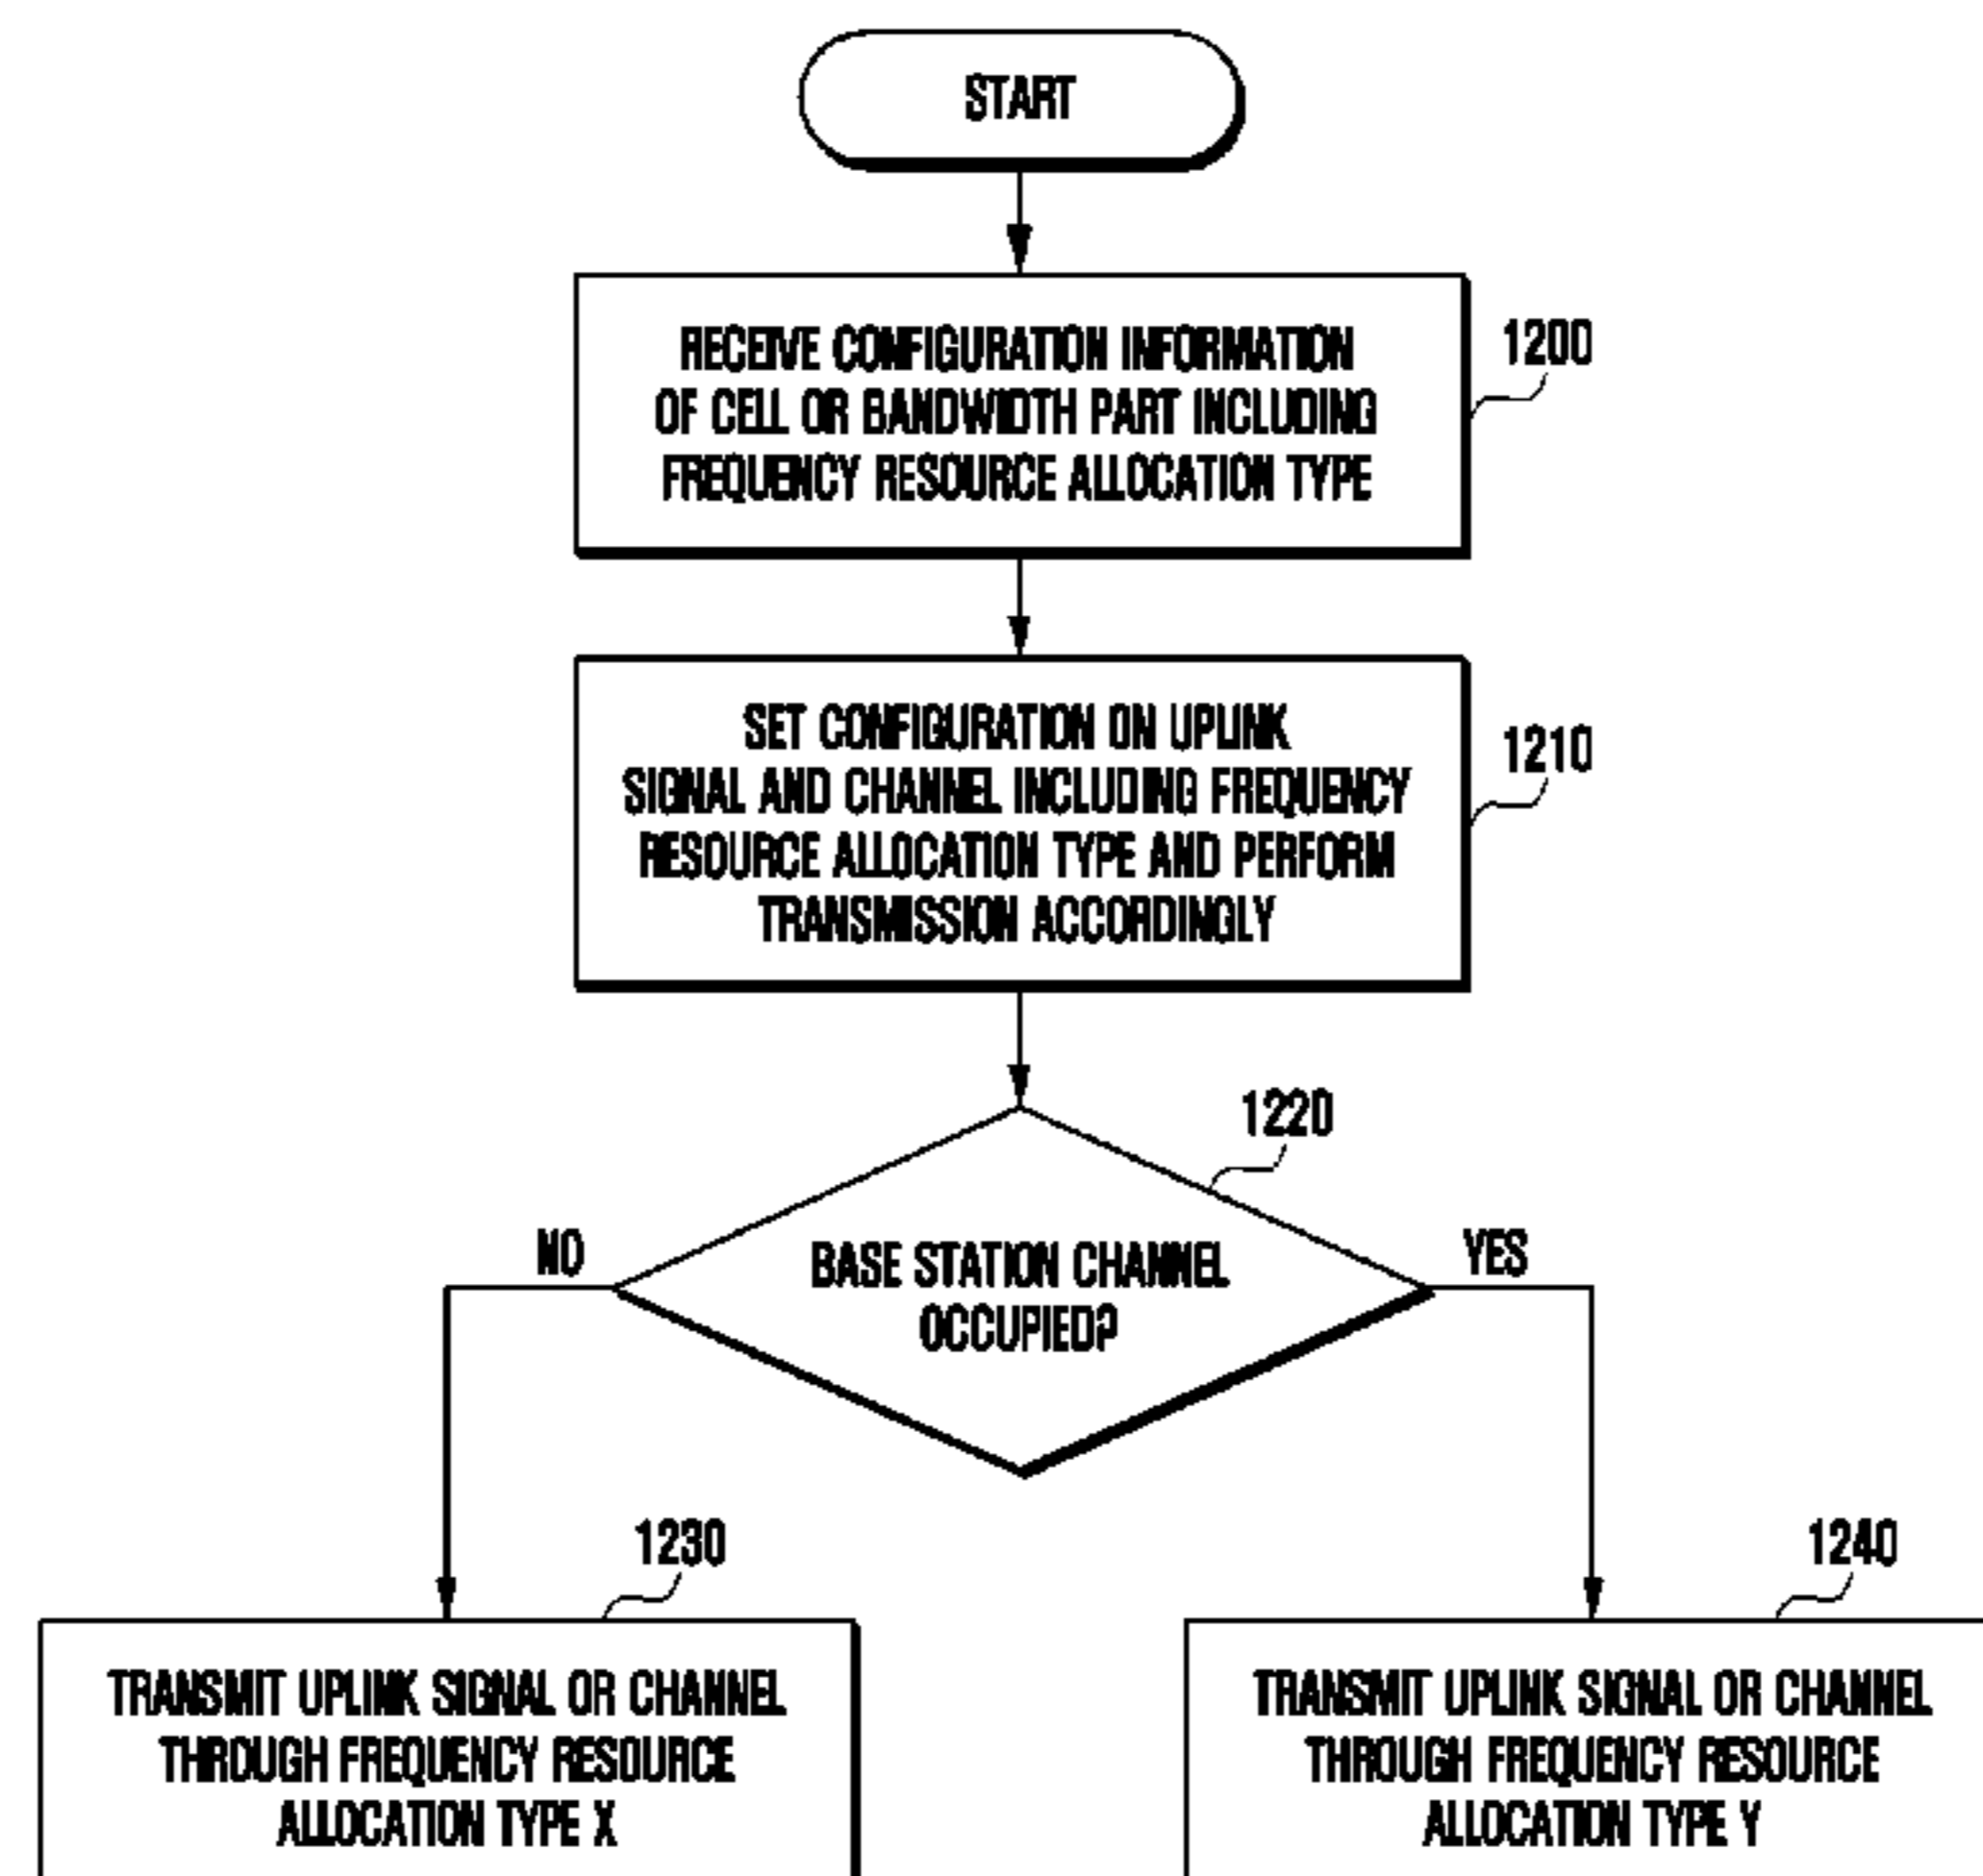 START
RECEIVE CONFIGURATION INFORMATION
OF CELL OR BANDWIDTH PART INCLUDING
FREQUENCY RESOURCE ALLOCATION TYPE
1200
SET CONFIGURATION ON UPLINK
SIGNAL AND CHANNEL INCLUDING FREQUENCY
RESOURCE ALLOCATION TYPE AND PERFORM
TRANSMISSION ACCORDINGLY
1210
1220
NO
BASE STATION CHANNEL
OCCUPIED?
YES
1230
TRANSMIT UPLINK SIGNAL OR CHANNEL
THROUGH FREQUENCY RESOURCE
ALLOCATION TYPE X
1240
TRANSMIT UPLINK SIGNAL OR CHANNEL
THROUGH FREQUENCY RESOURCE
ALLOCATION TYPE Y